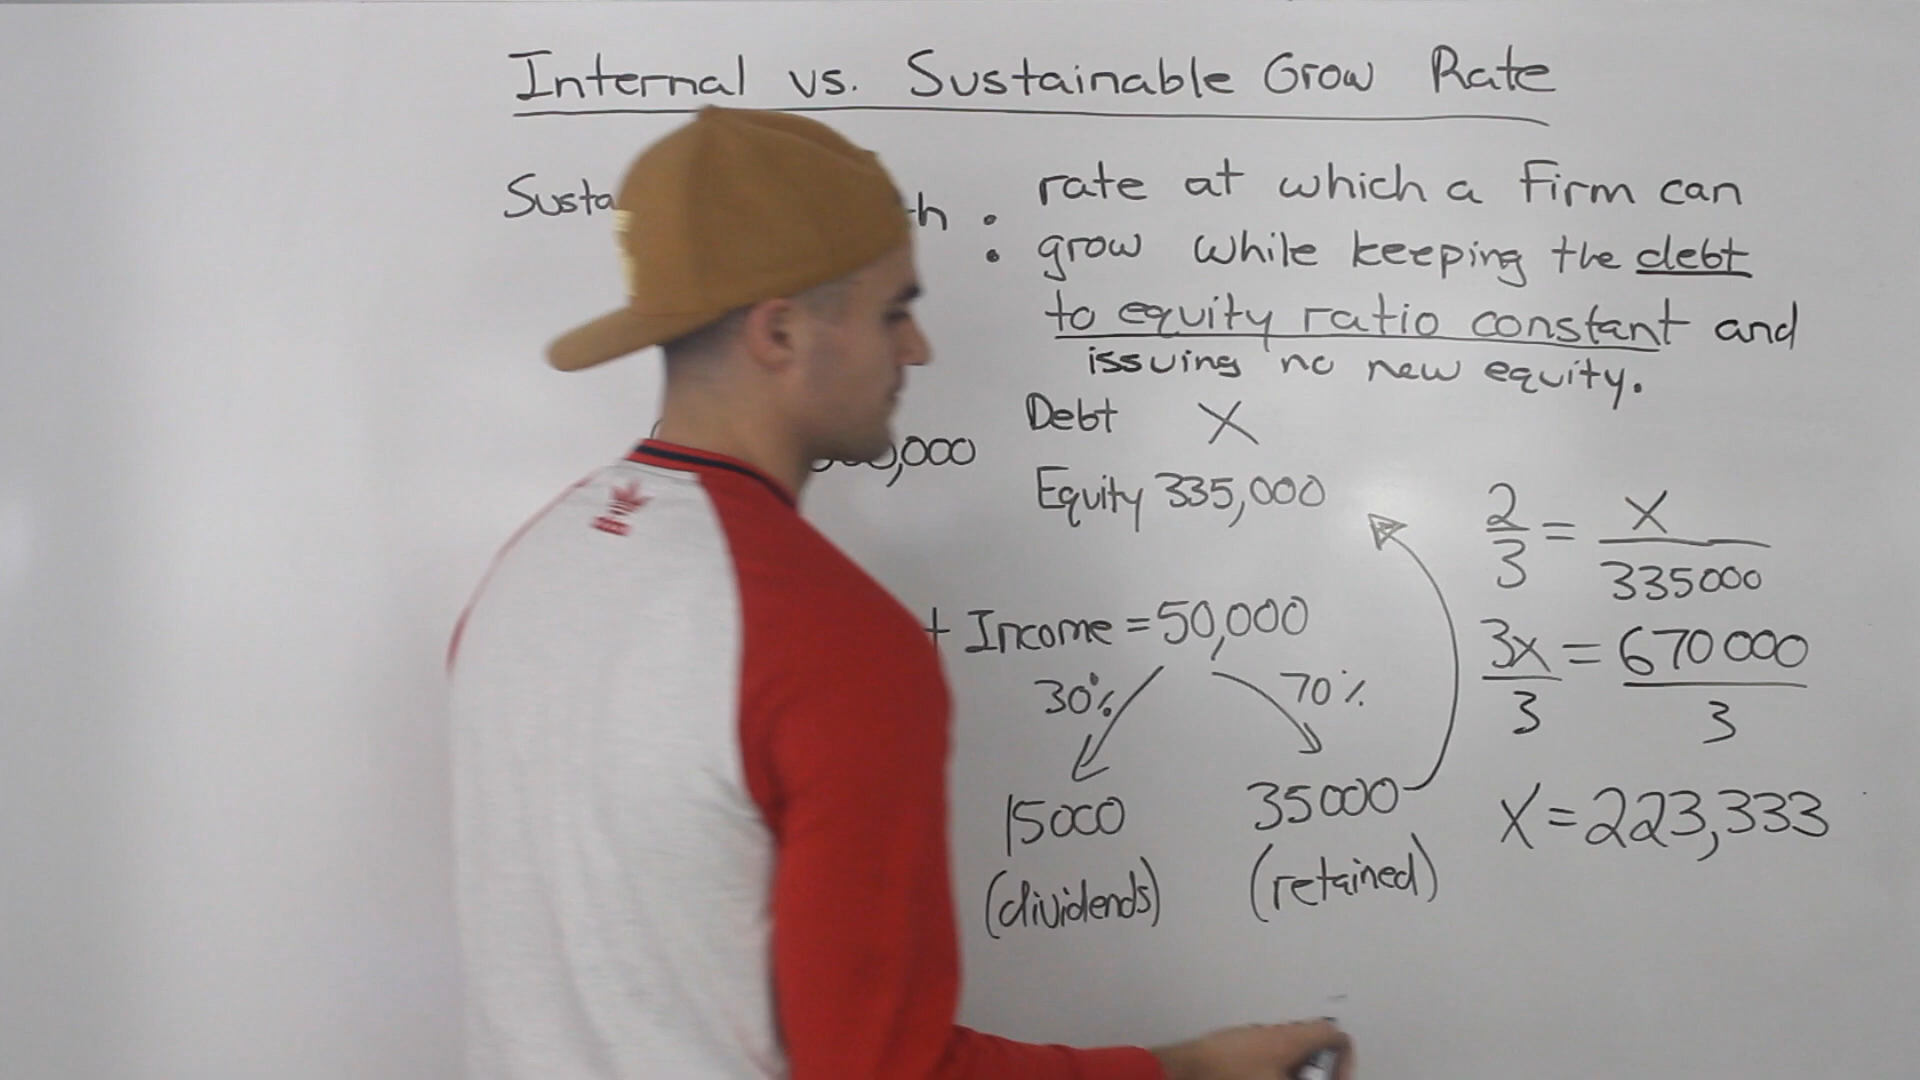 Internal vs. Sustainable Grow Rate
rate at which a Firm can
grow while keeping the debt
to equity ratio constant and
issuing no new equity.
Debt X
,000
Equity 335,000
Income = 50,000
30% 70%
15000 35000
(dividends) (retained)
2/3 = X/335000
3x/3 = 670000/3
X = 223,333